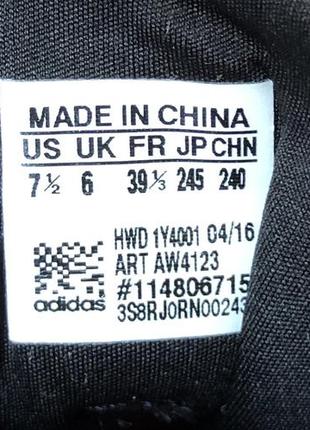 MADE IN CHINA
US UK FR JP CHN
7½ 6 39⅓ 245 240
HWD 1Y4001 04/16
ART AW4123
#114806715
adidas 3S8RJ0RN00243